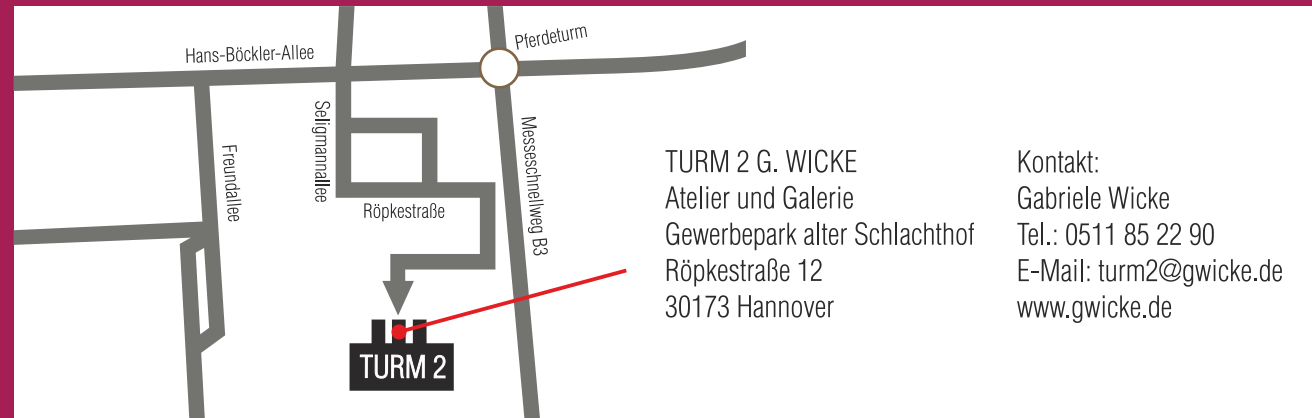 Hans-Böckler-Allee
Pferdeturm
Seligmannallee
Freundallee
Messeschnellweg B3
Röpkestraße
TURM 2
TURM 2 G. WICKE
Atelier und Galerie
Gewerbepark alter Schlachthof
Röpkestraße 12
30173 Hannover
Kontakt:
Gabriele Wicke
Tel.: 0511 85 22 90
E-Mail: turm2@gwicke.de
www.gwicke.de